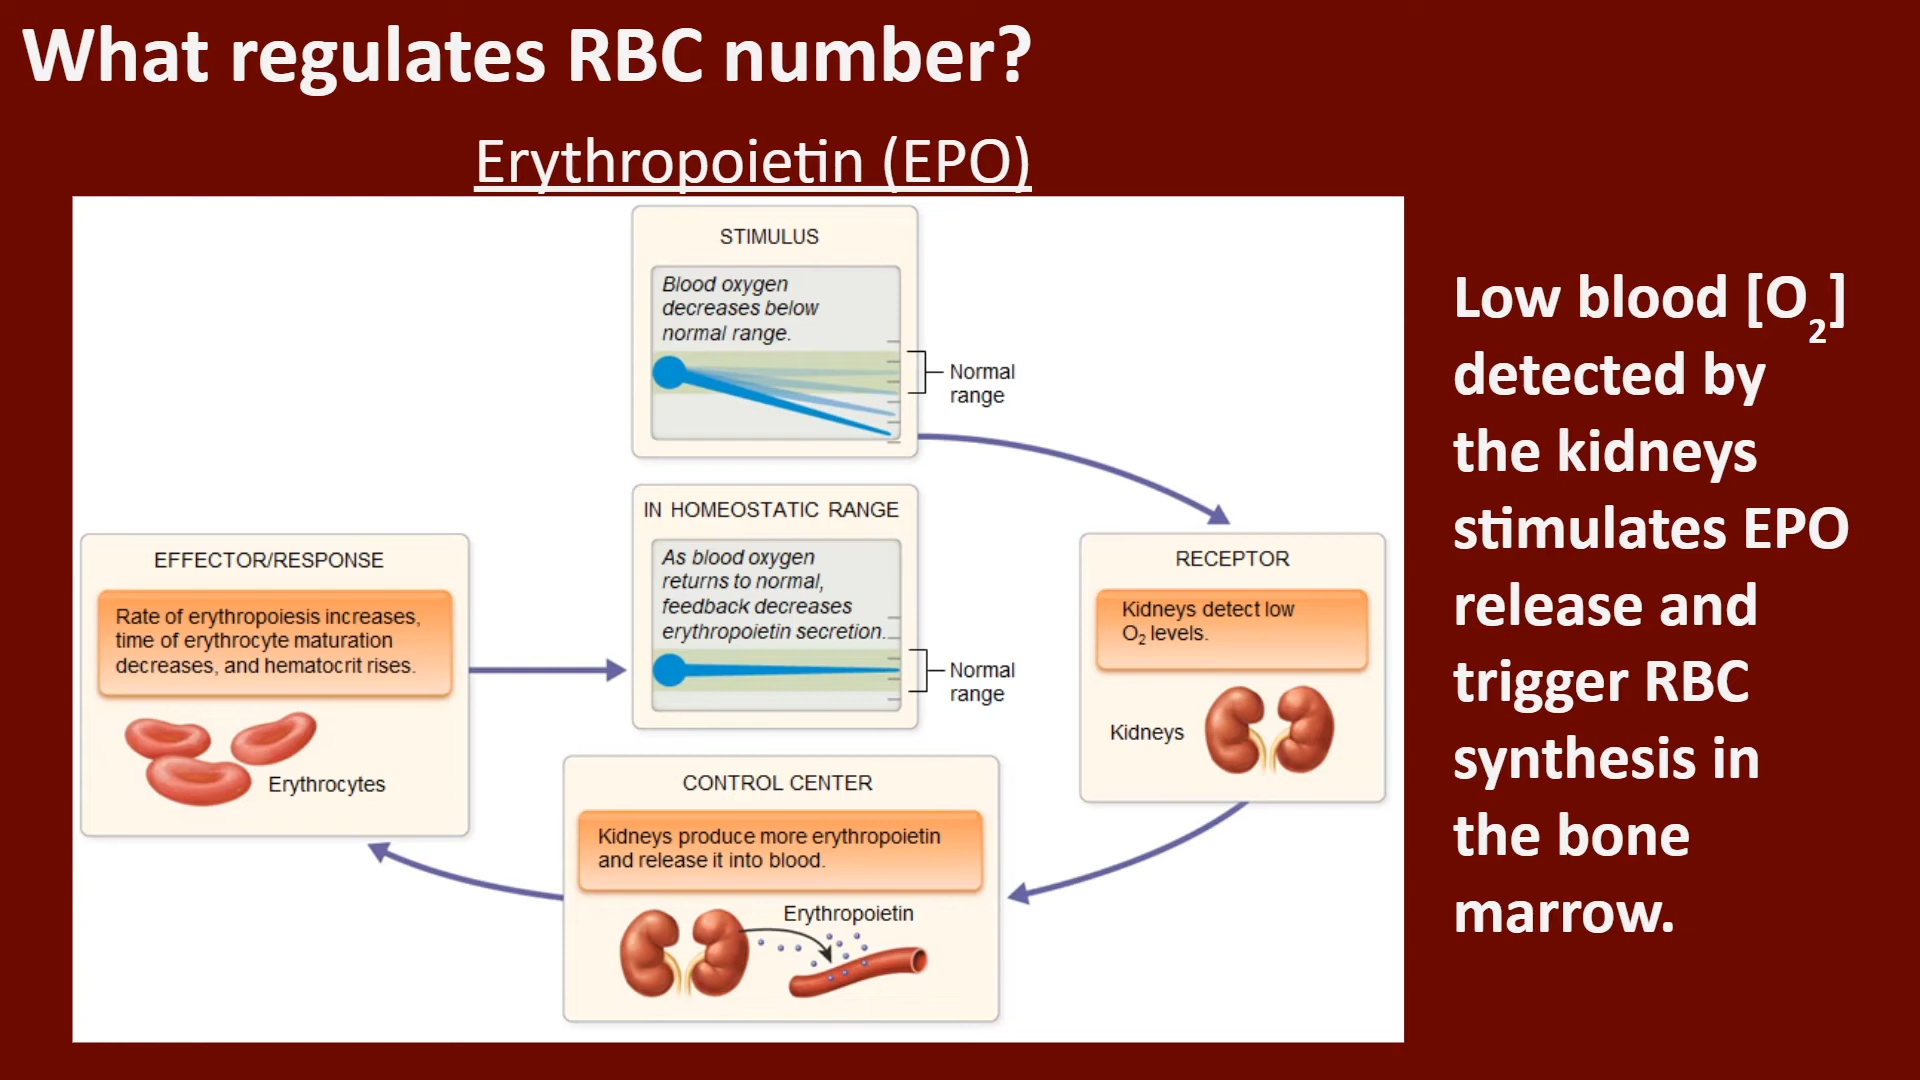 What regulates RBC number?
Erythropoietin (EPO)
STIMULUS
Blood oxygen
decreases below
normal range.
Normal
range
RECEPTOR
Kidneys detect low
O₂ levels.
Kidneys
CONTROL CENTER
Kidneys produce more erythropoietin
and release it into blood.
Erythropoietin
EFFECTOR/RESPONSE
Rate of erythropoiesis increases,
time of erythrocyte maturation
decreases, and hematocrit rises.
Erythrocytes
IN HOMEOSTATIC RANGE
As blood oxygen
returns to normal,
feedback decreases
erythropoietin secretion.
Normal
range
Low blood [O₂]
detected by
the kidneys
stimulates EPO
release and
trigger RBC
synthesis in
the bone
marrow.